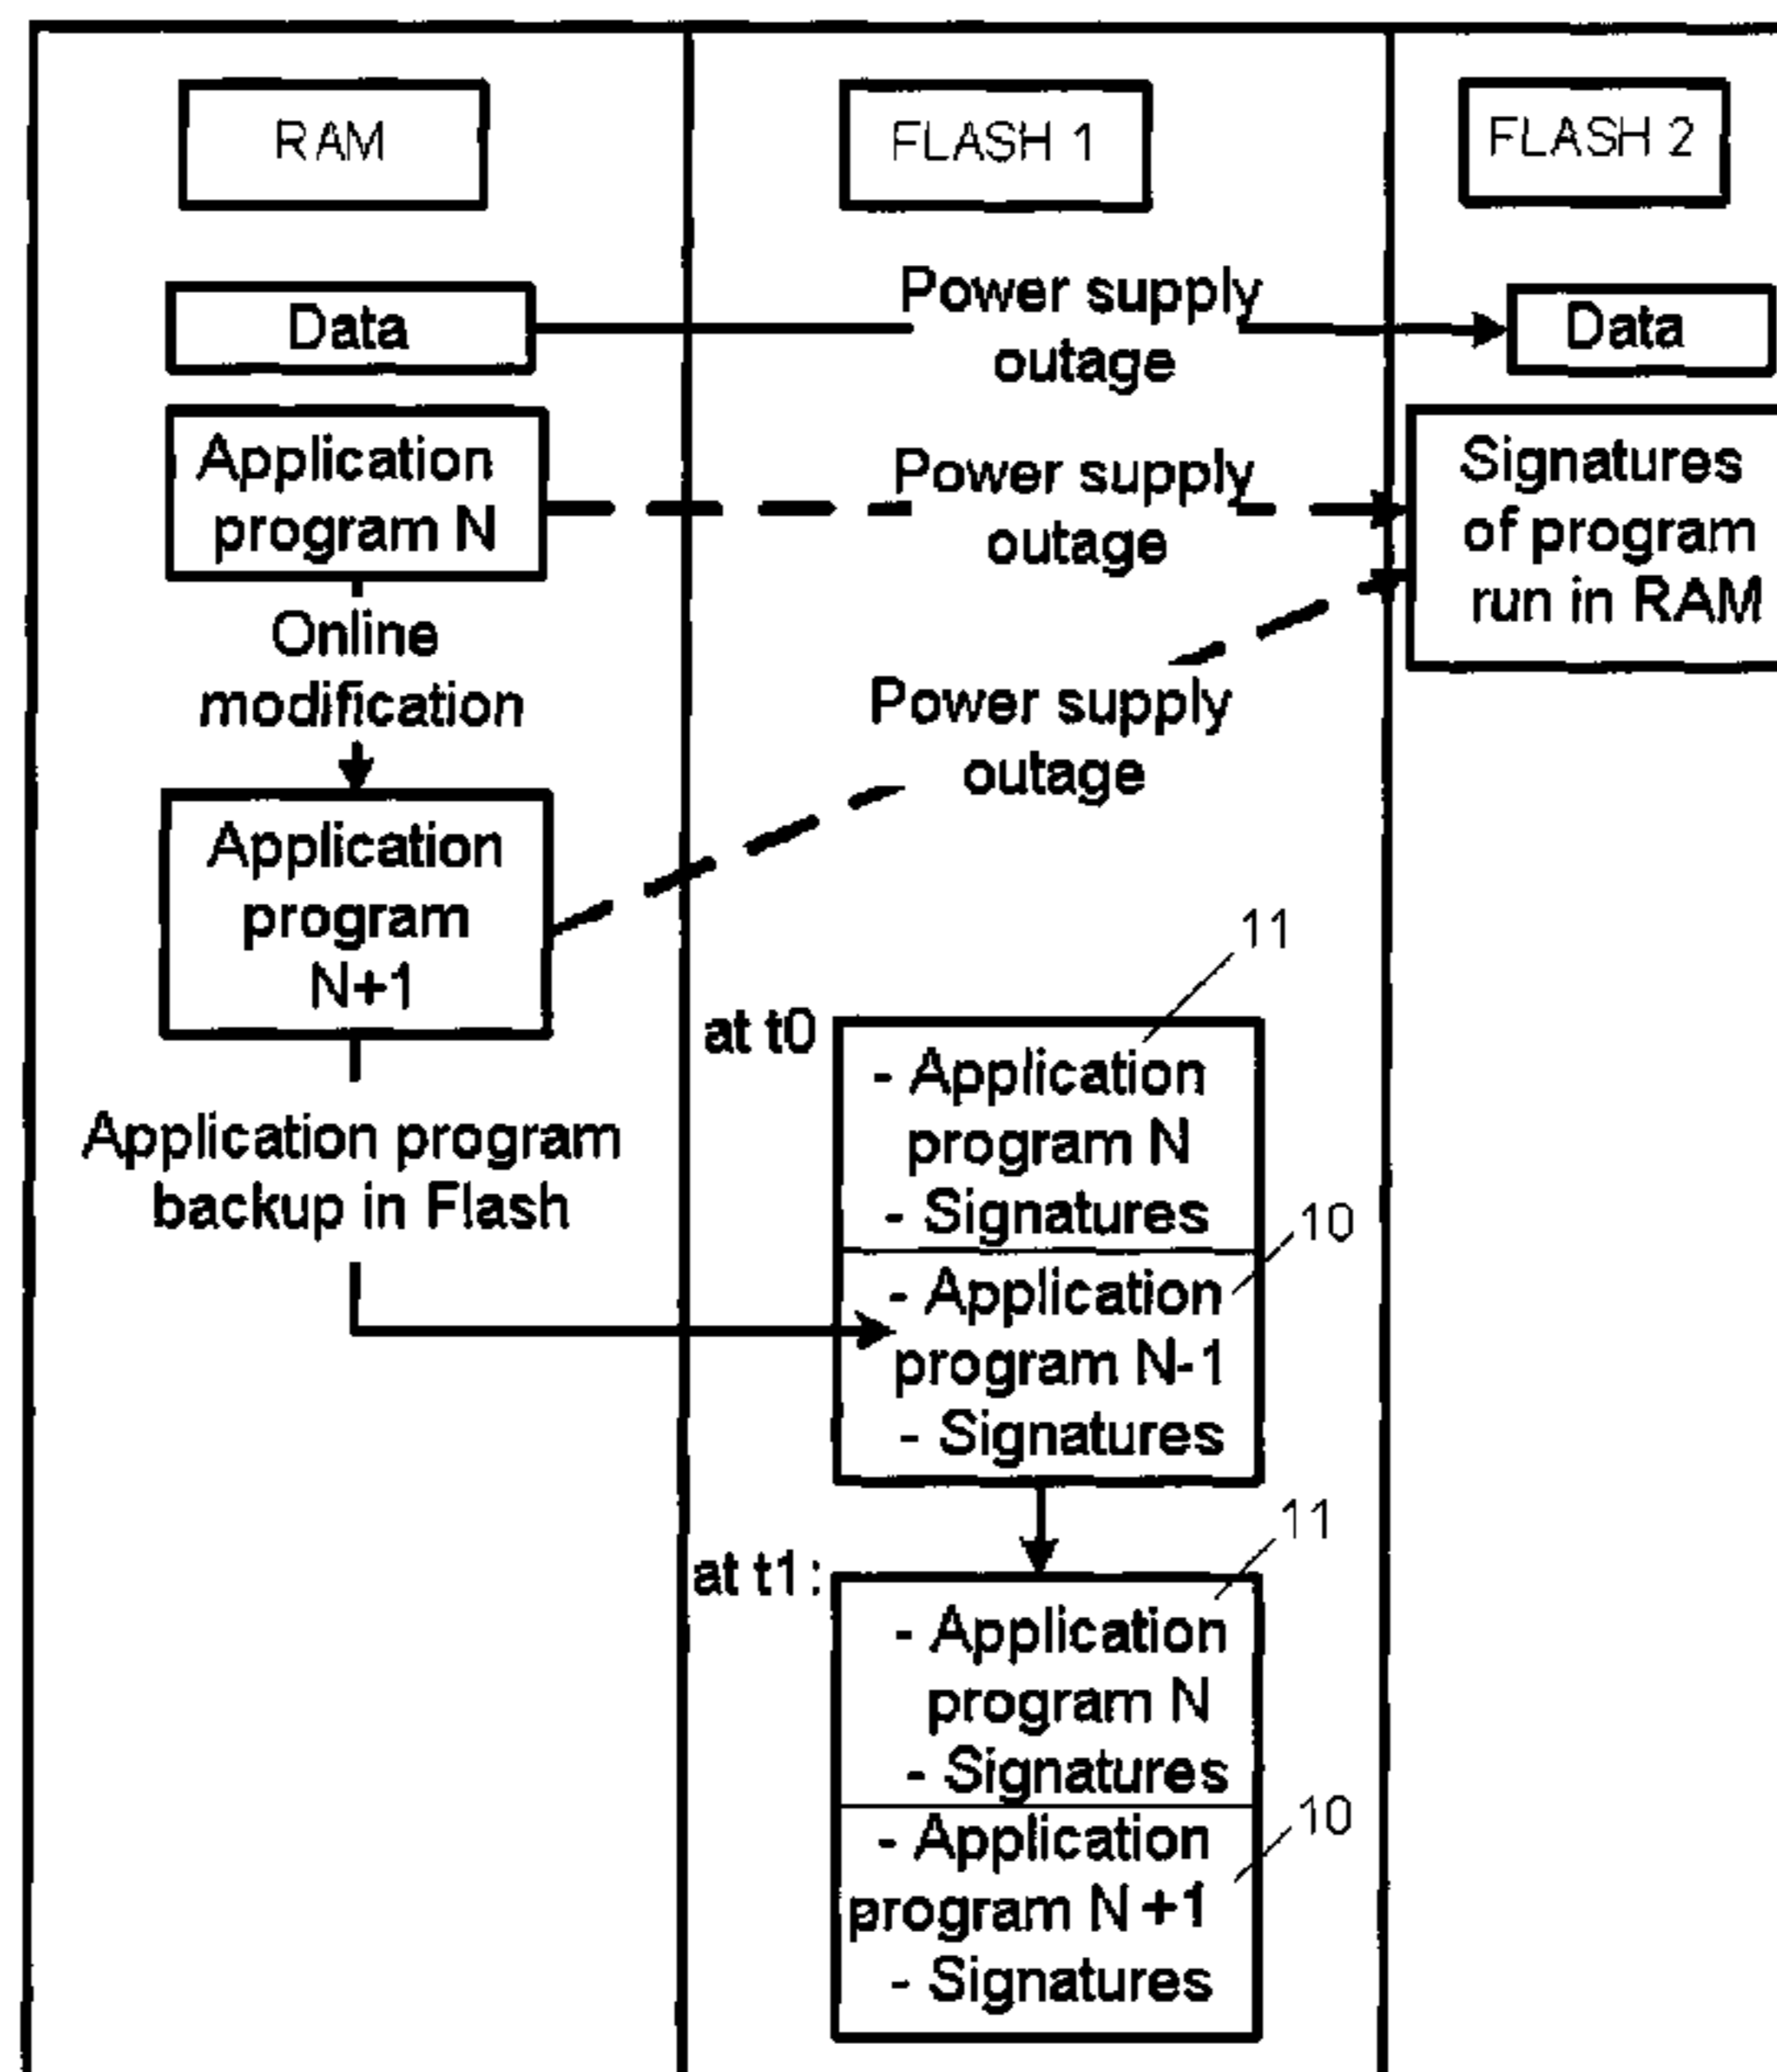 RAM
FLASH 1
FLASH 2
Data
Power supply
outage
Data
Application
program N
Power supply
outage
Signatures
of program
run in RAM
Online
modification
Power supply
outage
Application
program
N+1
11
at t0
- Application
program N
- Signatures
Application program
backup in Flash
10
- Application
program N-1
- Signatures
11
at t1:
- Application
program N
- Signatures
10
- Application
program N+1
- Signatures